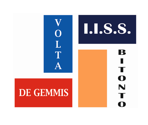 VOLTA
I.I.S.S.
DE GEMMIS
BITONTO